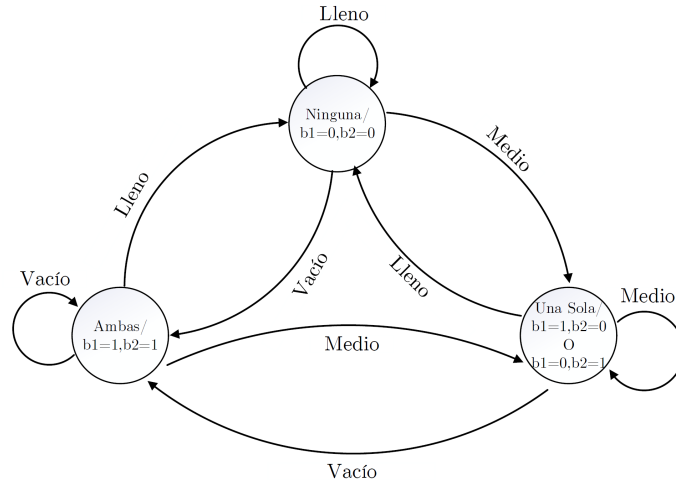 Lleno
Ninguna/
b1=0,b2=0
Medio
Lleno
Vacío
Lleno
Vacío
Ambas/
b1=1,b2=1
Medio
Una Sola/
b1=1,b2=0
O
b1=0,b2=1
Medio
Vacío